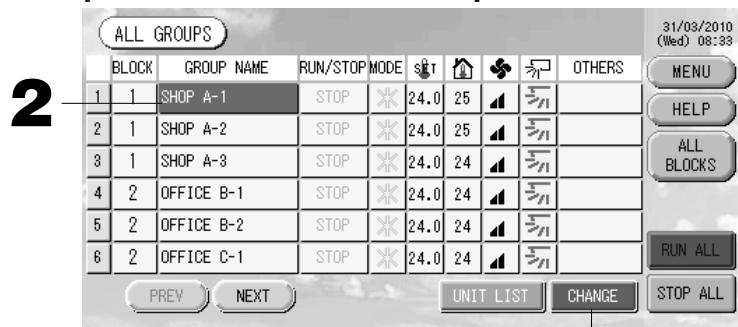 ALL GROUPS
31/03/2010
(Wed) 08:33
BLOCK GROUP NAME RUN/STOP MODE SET OTHERS
MENU
2
1 1 SHOP A-1 STOP 24.0 25
HELP
2 1 SHOP A-2 STOP 24.0 25
ALL
BLOCKS
3 1 SHOP A-3 STOP 24.0 24
4 2 OFFICE B-1 STOP 24.0 24
5 2 OFFICE B-2 STOP 24.0 24
6 2 OFFICE C-1 STOP 24.0 24
RUN ALL
PREV NEXT UNIT LIST CHANGE STOP ALL